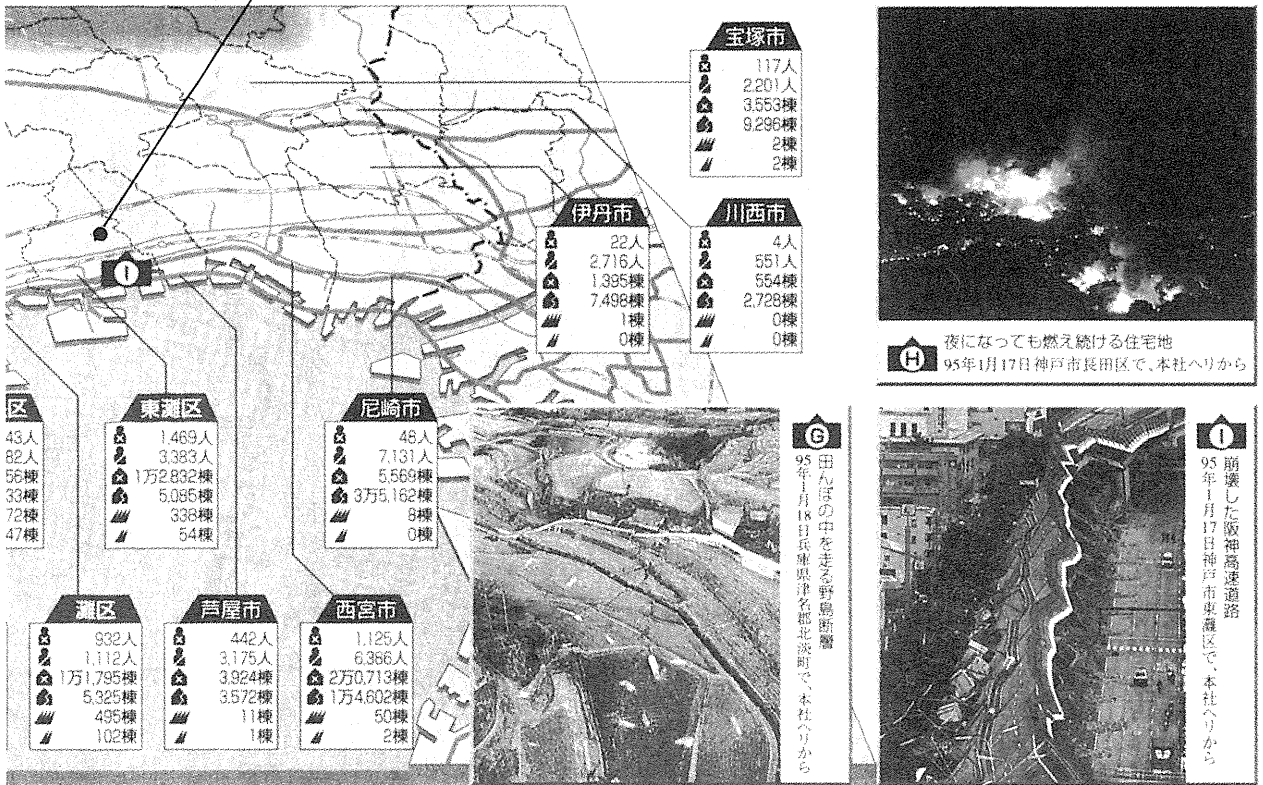 宝塚市
117人
2,201人
3,553棟
9,296棟
2棟
2棟
伊丹市
22人
2,716人
1,395棟
7,498棟
1棟
0棟
川西市
4人
551人
554棟
2,728棟
0棟
0棟
I
区
43人
82人
56棟
33棟
72棟
47棟
東灘区
1,469人
3,383人
1万2,832棟
5,085棟
338棟
54棟
尼崎市
48人
7,131人
5,569棟
3万5,162棟
8棟
0棟
灘区
932人
1,112人
1万1,795棟
5,325棟
495棟
102棟
芦屋市
442人
3,175人
3,924棟
3,572棟
11棟
1棟
西宮市
1,125人
6,386人
2万0,713棟
1万4,602棟
50棟
2棟
H
夜になっても燃え続ける住宅地
95年1月17日神戸市長田区で、本社ヘリから
G
田んぼの中を走る野島断層
95年1月18日兵庫県津名郡北淡町で、本社ヘリから
I
崩壊した阪神高速道路
95年1月17日神戸市東灘区で、本社ヘリから